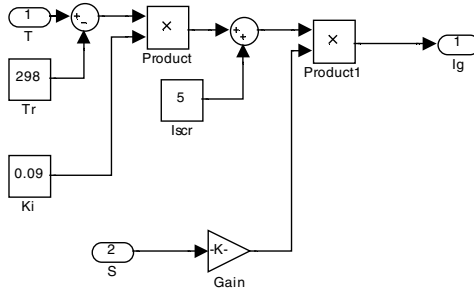 1
T
298
Tr
0.09
Ki
+
−
×
Product
5
Iscr
+
+
×
Product1
1
Ig
2
S
-K-
Gain